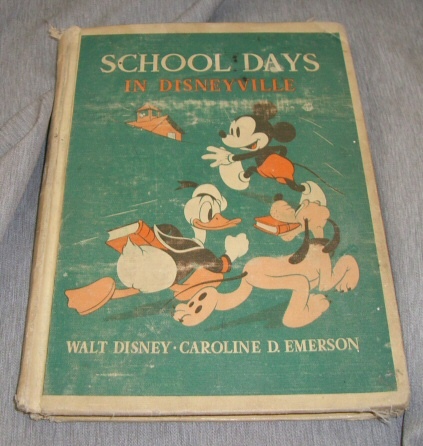 SCHOOL DAYS
IN DISNEYVILLE
WALT DISNEY · CAROLINE D. EMERSON